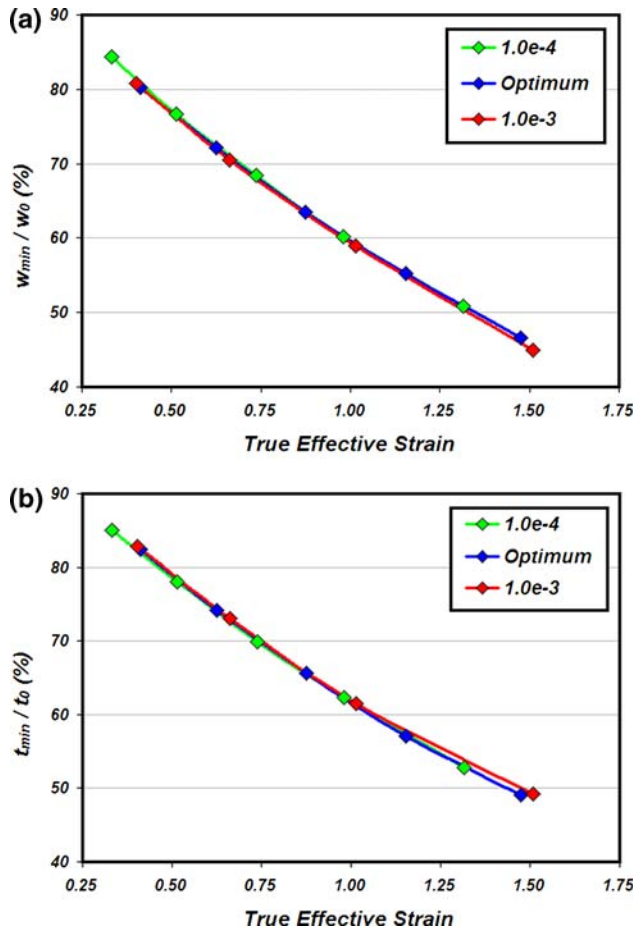 (a)
90
80
70
60
50
40
w_min / w_0 (%)
1.0e-4
Optimum
1.0e-3
0.25 0.50 0.75 1.00 1.25 1.50 1.75
True Effective Strain
(b)
90
80
70
60
50
40
t_min / t_0 (%)
1.0e-4
Optimum
1.0e-3
0.25 0.50 0.75 1.00 1.25 1.50 1.75
True Effective Strain